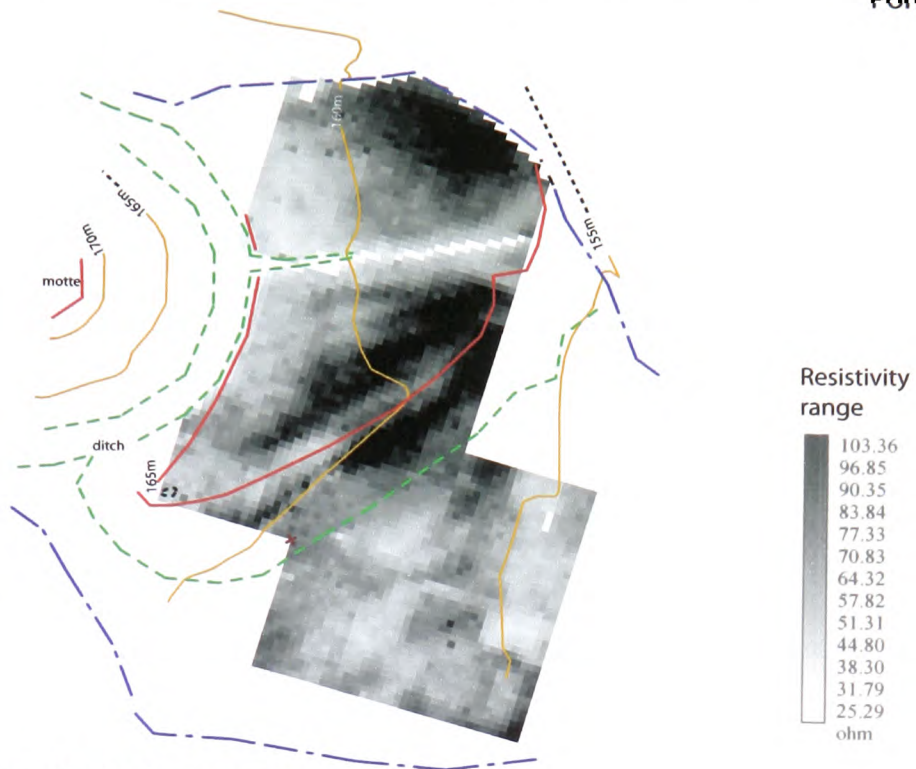 160m
165m
170m
155m
motte
ditch
165m
Resistivity
range
103.36
96.85
90.35
83.84
77.33
70.83
64.32
57.82
51.31
44.80
38.30
31.79
25.29
ohm